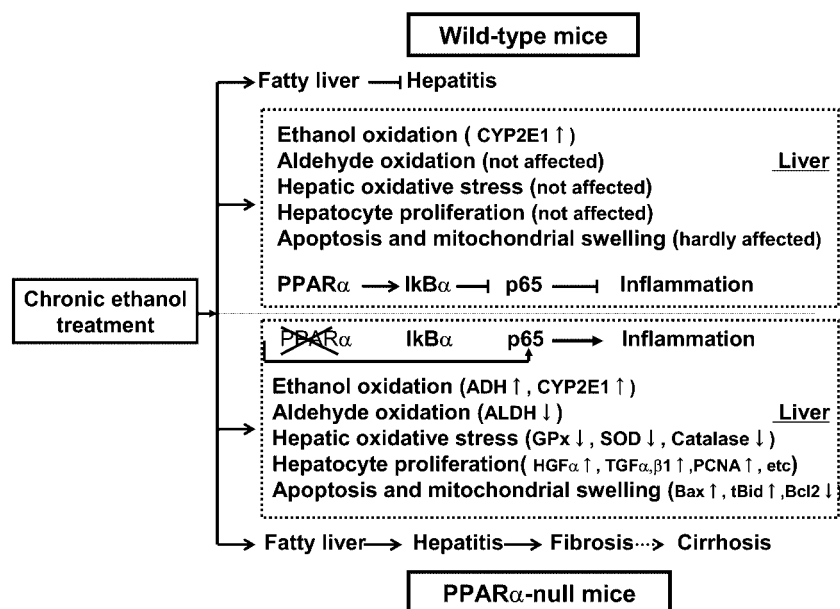 Wild-type mice
Fatty liver Hepatitis
Ethanol oxidation ( CYP2E1 ↑ )
Aldehyde oxidation (not affected) Liver
Hepatic oxidative stress (not affected)
Hepatocyte proliferation (not affected)
Apoptosis and mitochondrial swelling (hardly affected)
PPARα IkBα p65 Inflammation
Chronic ethanol
treatment
PPARα IkBα p65 Inflammation
Ethanol oxidation (ADH ↑ , CYP2E1 ↑ )
Aldehyde oxidation (ALDH ↓ ) Liver
Hepatic oxidative stress (GPx ↓ , SOD ↓ , Catalase ↓ )
Hepatocyte proliferation( HGFα ↑ , TGFα,β1 ↑ ,PCNA ↑ , etc)
Apoptosis and mitochondrial swelling (Bax ↑ , tBid ↑ ,Bcl2 ↓ )
Fatty liver Hepatitis Fibrosis Cirrhosis
PPARα-null mice